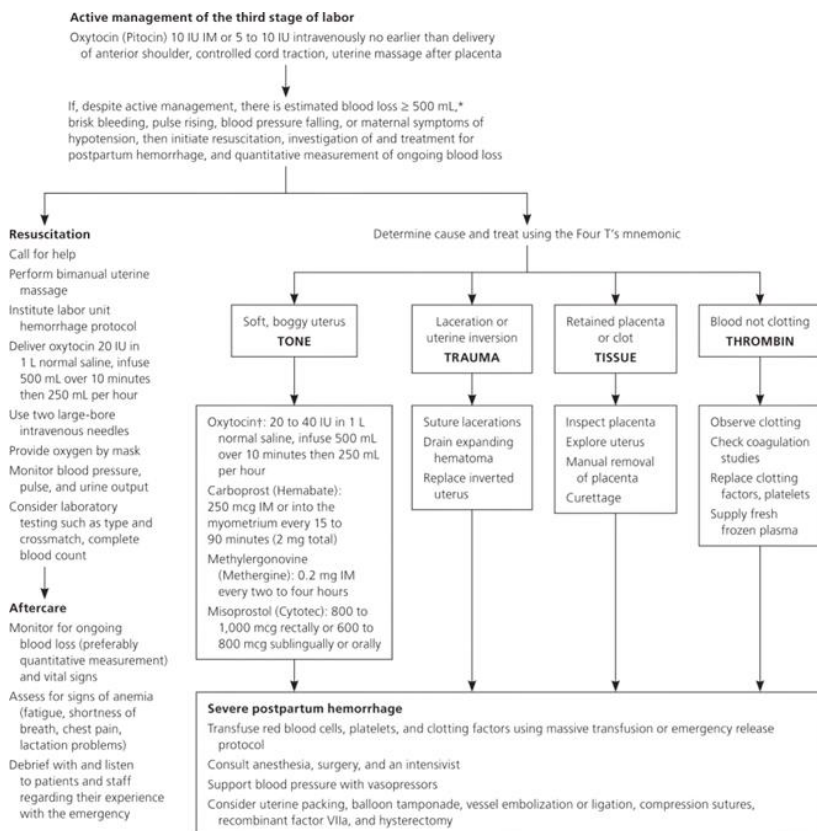 Active management of the third stage of labor
Oxytocin (Pitocin) 10 IU IM or 5 to 10 IU intravenously no earlier than delivery
of anterior shoulder, controlled cord traction, uterine massage after placenta
If, despite active management, there is estimated blood loss ≥ 500 mL,*
brisk bleeding, pulse rising, blood pressure falling, or maternal symptoms of
hypotension, then initiate resuscitation, investigation of and treatment for
postpartum hemorrhage, and quantitative measurement of ongoing blood loss
Resuscitation
Call for help
Perform bimanual uterine
massage
Institute labor unit
hemorrhage protocol
Deliver oxytocin 20 IU in
1 L normal saline, infuse
500 mL over 10 minutes
then 250 mL per hour
Use two large-bore
intravenous needles
Provide oxygen by mask
Monitor blood pressure,
pulse, and urine output
Consider laboratory
testing such as type and
crossmatch, complete
blood count
Aftercare
Monitor for ongoing
blood loss (preferably
quantitative measurement)
and vital signs
Assess for signs of anemia
(fatigue, shortness of
breath, chest pain,
lactation problems)
Debrief with and listen
to patients and staff
regarding their experience
with the emergency
Determine cause and treat using the Four T's mnemonic
Soft, boggy uterus
TONE
Oxytocin†: 20 to 40 IU in 1 L
normal saline, infuse 500 mL
over 10 minutes then 250 mL
per hour
Carboprost (Hemabate):
250 mcg IM or into the
myometrium every 15 to
90 minutes (2 mg total)
Methylergonovine
(Methergine): 0.2 mg IM
every two to four hours
Misoprostol (Cytotec): 800 to
1,000 mcg rectally or 600 to
800 mcg sublingually or orally
Laceration or
uterine inversion
TRAUMA
Suture lacerations
Drain expanding
hematoma
Replace inverted
uterus
Retained placenta
or clot
TISSUE
Inspect placenta
Explore uterus
Manual removal
of placenta
Curettage
Blood not clotting
THROMBIN
Observe clotting
Check coagulation
studies
Replace clotting
factors, platelets
Supply fresh
frozen plasma
Severe postpartum hemorrhage
Transfuse red blood cells, platelets, and clotting factors using massive transfusion or emergency release
protocol
Consult anesthesia, surgery, and an intensivist
Support blood pressure with vasopressors
Consider uterine packing, balloon tamponade, vessel embolization or ligation, compression sutures,
recombinant factor VIIa, and hysterectomy